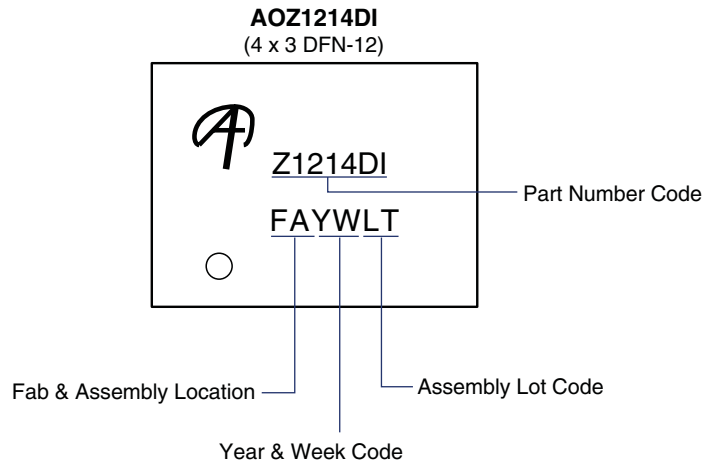 AOZ1214DI
(4 x 3 DFN-12)
Z1214DI
Part Number Code
FAYWLT
Fab & Assembly Location
Assembly Lot Code
Year & Week Code